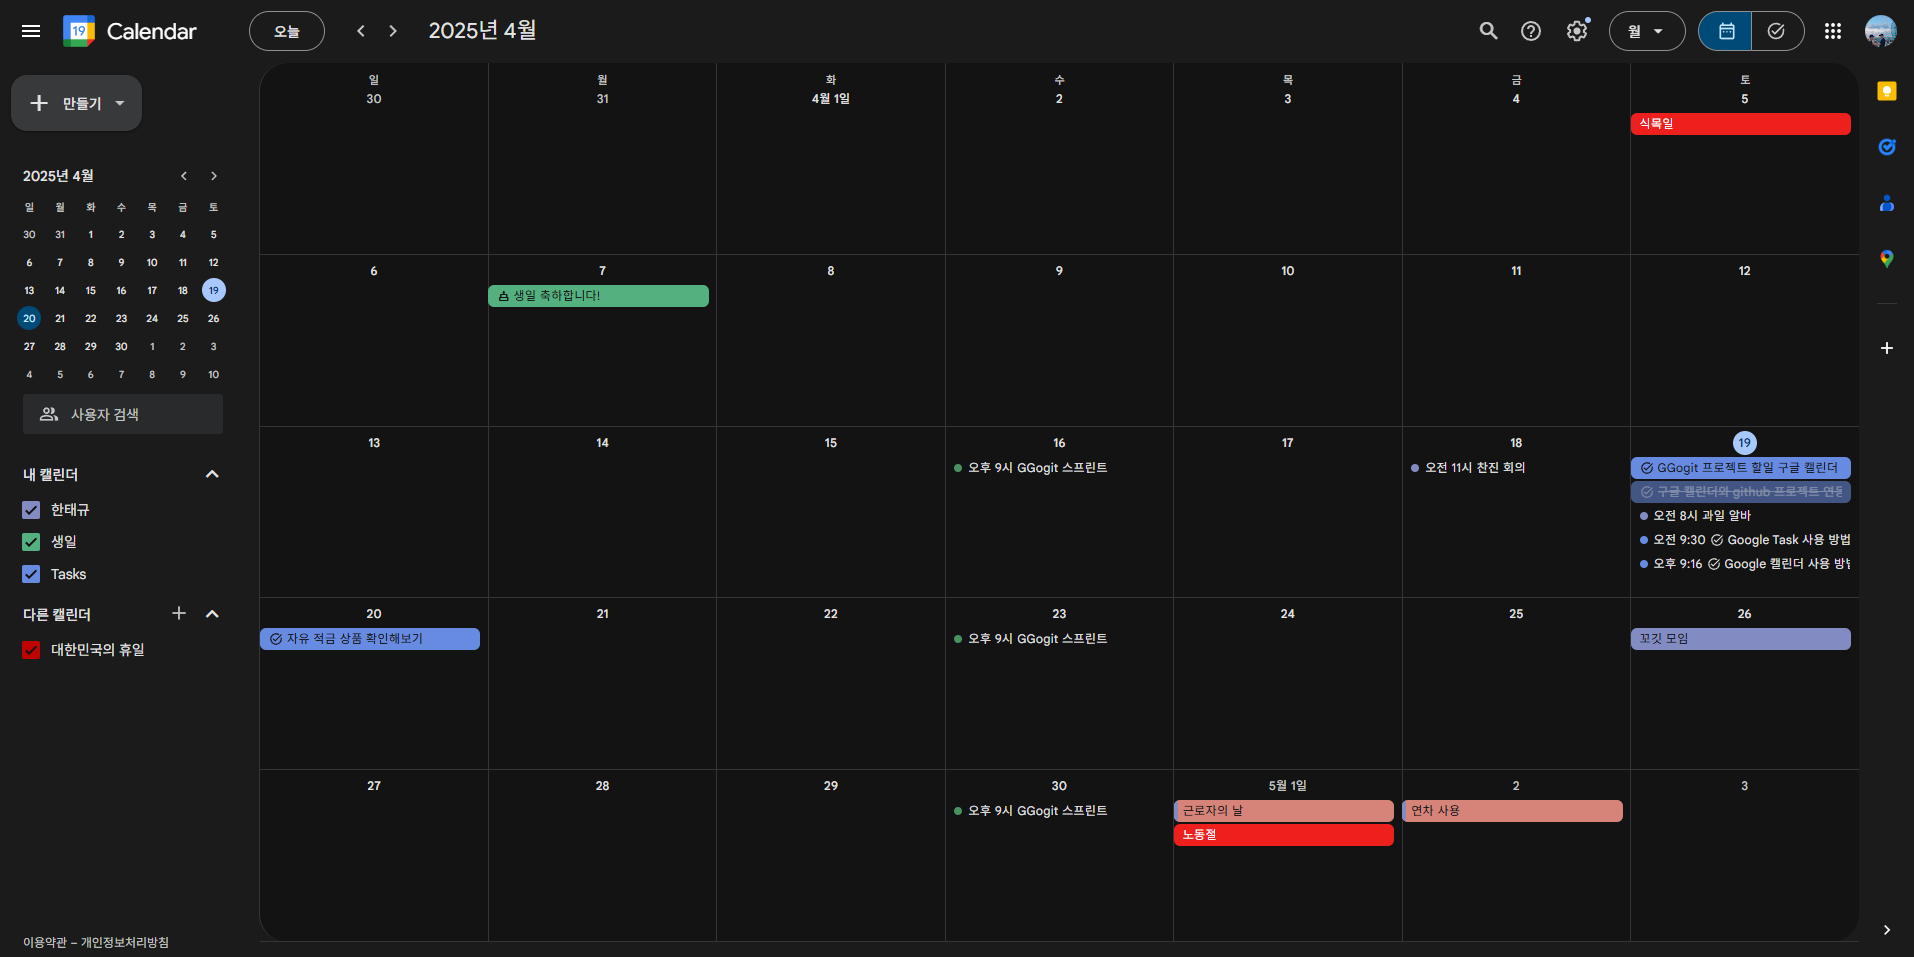 19 Calendar
오늘
2025년 4월
월
만들기
2025년 4월
일 월 화 수 목 금 토
30 31 1 2 3 4 5
6 7 8 9 10 11 12
13 14 15 16 17 18 19
20 21 22 23 24 25 26
27 28 29 30 1 2 3
4 5 6 7 8 9 10
사용자 검색
내 캘린더
한태규
생일
Tasks
다른 캘린더
대한민국의 휴일
이용약관 – 개인정보처리방침
일 월 화 수 목 금 토
30 31 4월 1일 2 3 4 5
식목일
6 7 8 9 10 11 12
생일 축하합니다!
13 14 15 16 17 18 19
오후 9시 GGogit 스프린트
오전 11시 찬진 회의
GGogit 프로젝트 할일 구글 캘린더
구글 캘린더와 github 프로젝트 연동
오전 8시 과일 알바
오전 9:30 Google Task 사용 방법
오후 9:16 Google 캘린더 사용 방법
20 21 22 23 24 25 26
자유 적금 상품 확인해보기
오후 9시 GGogit 스프린트
꼬깃 모임
27 28 29 30 5월 1일 2 3
오후 9시 GGogit 스프린트
근로자의 날
연차 사용
노동절